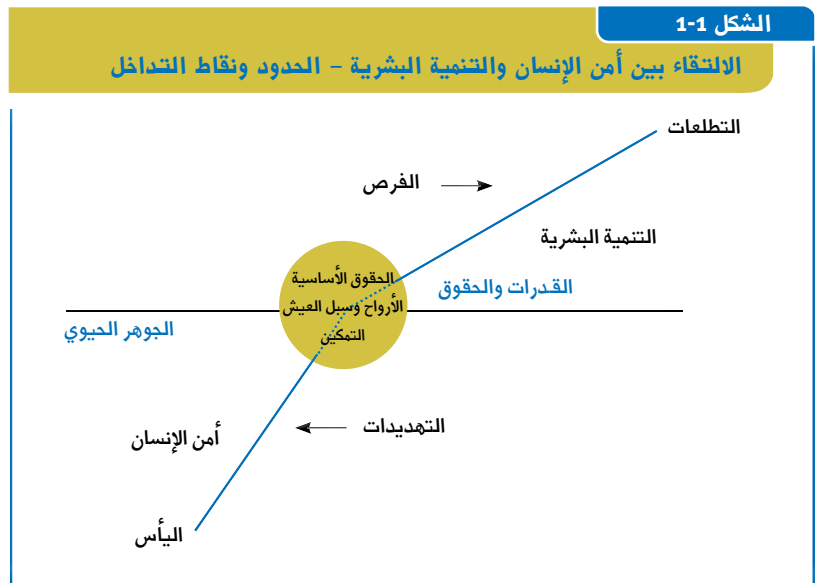 الشكل 1-1
الالتقاء بين أمن الإنسان والتنمية البشرية – الحدود ونقاط التداخل
التطلعات
الفرص
التنمية البشرية
القدرات والحقوق
الحقوق الأساسية
الأرواح وسبل العيش
التمكين
الجوهر الحيوي
التهديدات
أمن الإنسان
اليأس